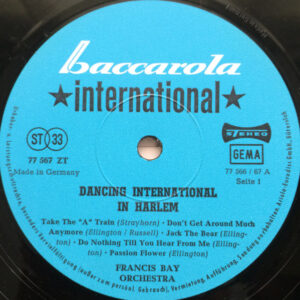 baccarola
★international★
ST 33
77 567 ZT
Made in Germany
STEREO
GEMA
77 566 / 67 A
Seite 1
DANCING INTERNATIONAL
IN HARLEM
Take The "A" Train (Strayhorn) · Don't Get Around Much
Anymore (Ellington / Russell) · Jack The Bear (Elling-
ton) · Do Nothing Till You Hear From Me (Elling-
ton) · Passion Flower (Ellington)
FRANCIS BAY
ORCHESTRA